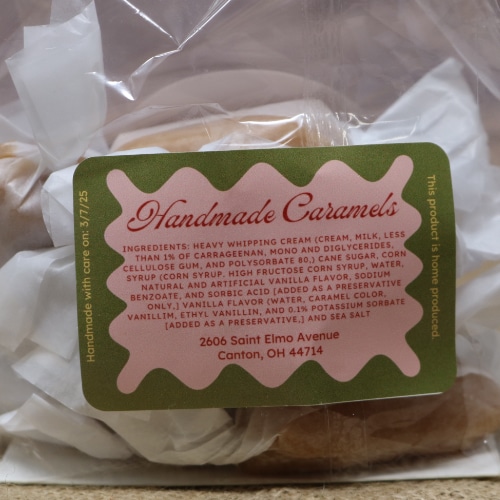 Handmade Caramels
INGREDIENTS: HEAVY WHIPPING CREAM (CREAM, MILK, LESS
THAN 1% OF CARRAGEENAN, MONO AND DIGLYCERIDES,
CELLULOSE GUM, AND POLYSORBATE 80,) CANE SUGAR, CORN
SYRUP (CORN SYRUP, HIGH FRUCTOSE CORN SYRUP, WATER,
NATURAL AND ARTIFICIAL VANILLA FLAVOR, SODIUM
BENZOATE, AND SORBIC ACID [ADDED AS A PRESERVATIVE
ONLY,) VANILLA FLAVOR (WATER, CARAMEL COLOR,
VANILLIM, ETHYL VANILLIN, AND 0.1% POTASSIUM SORBATE
[ADDED AS A PRESERVATIVE,] AND SEA SALT
2606 Saint Elmo Avenue
Canton, OH 44714
Handmade with care on: 3/7/25
This product is home produced.